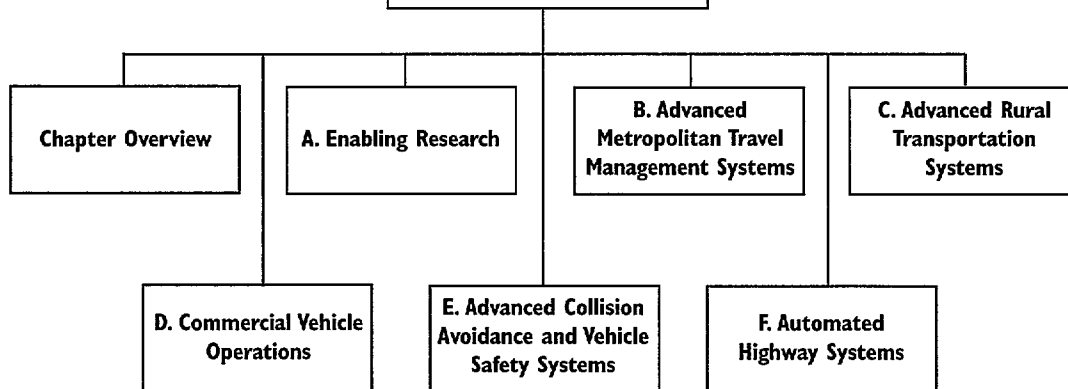 Chapter Overview
A. Enabling Research
B. Advanced
Metropolitan Travel
Management Systems
C. Advanced Rural
Transportation
Systems
D. Commercial Vehicle
Operations
E. Advanced Collision
Avoidance and Vehicle
Safety Systems
F. Automated
Highway Systems